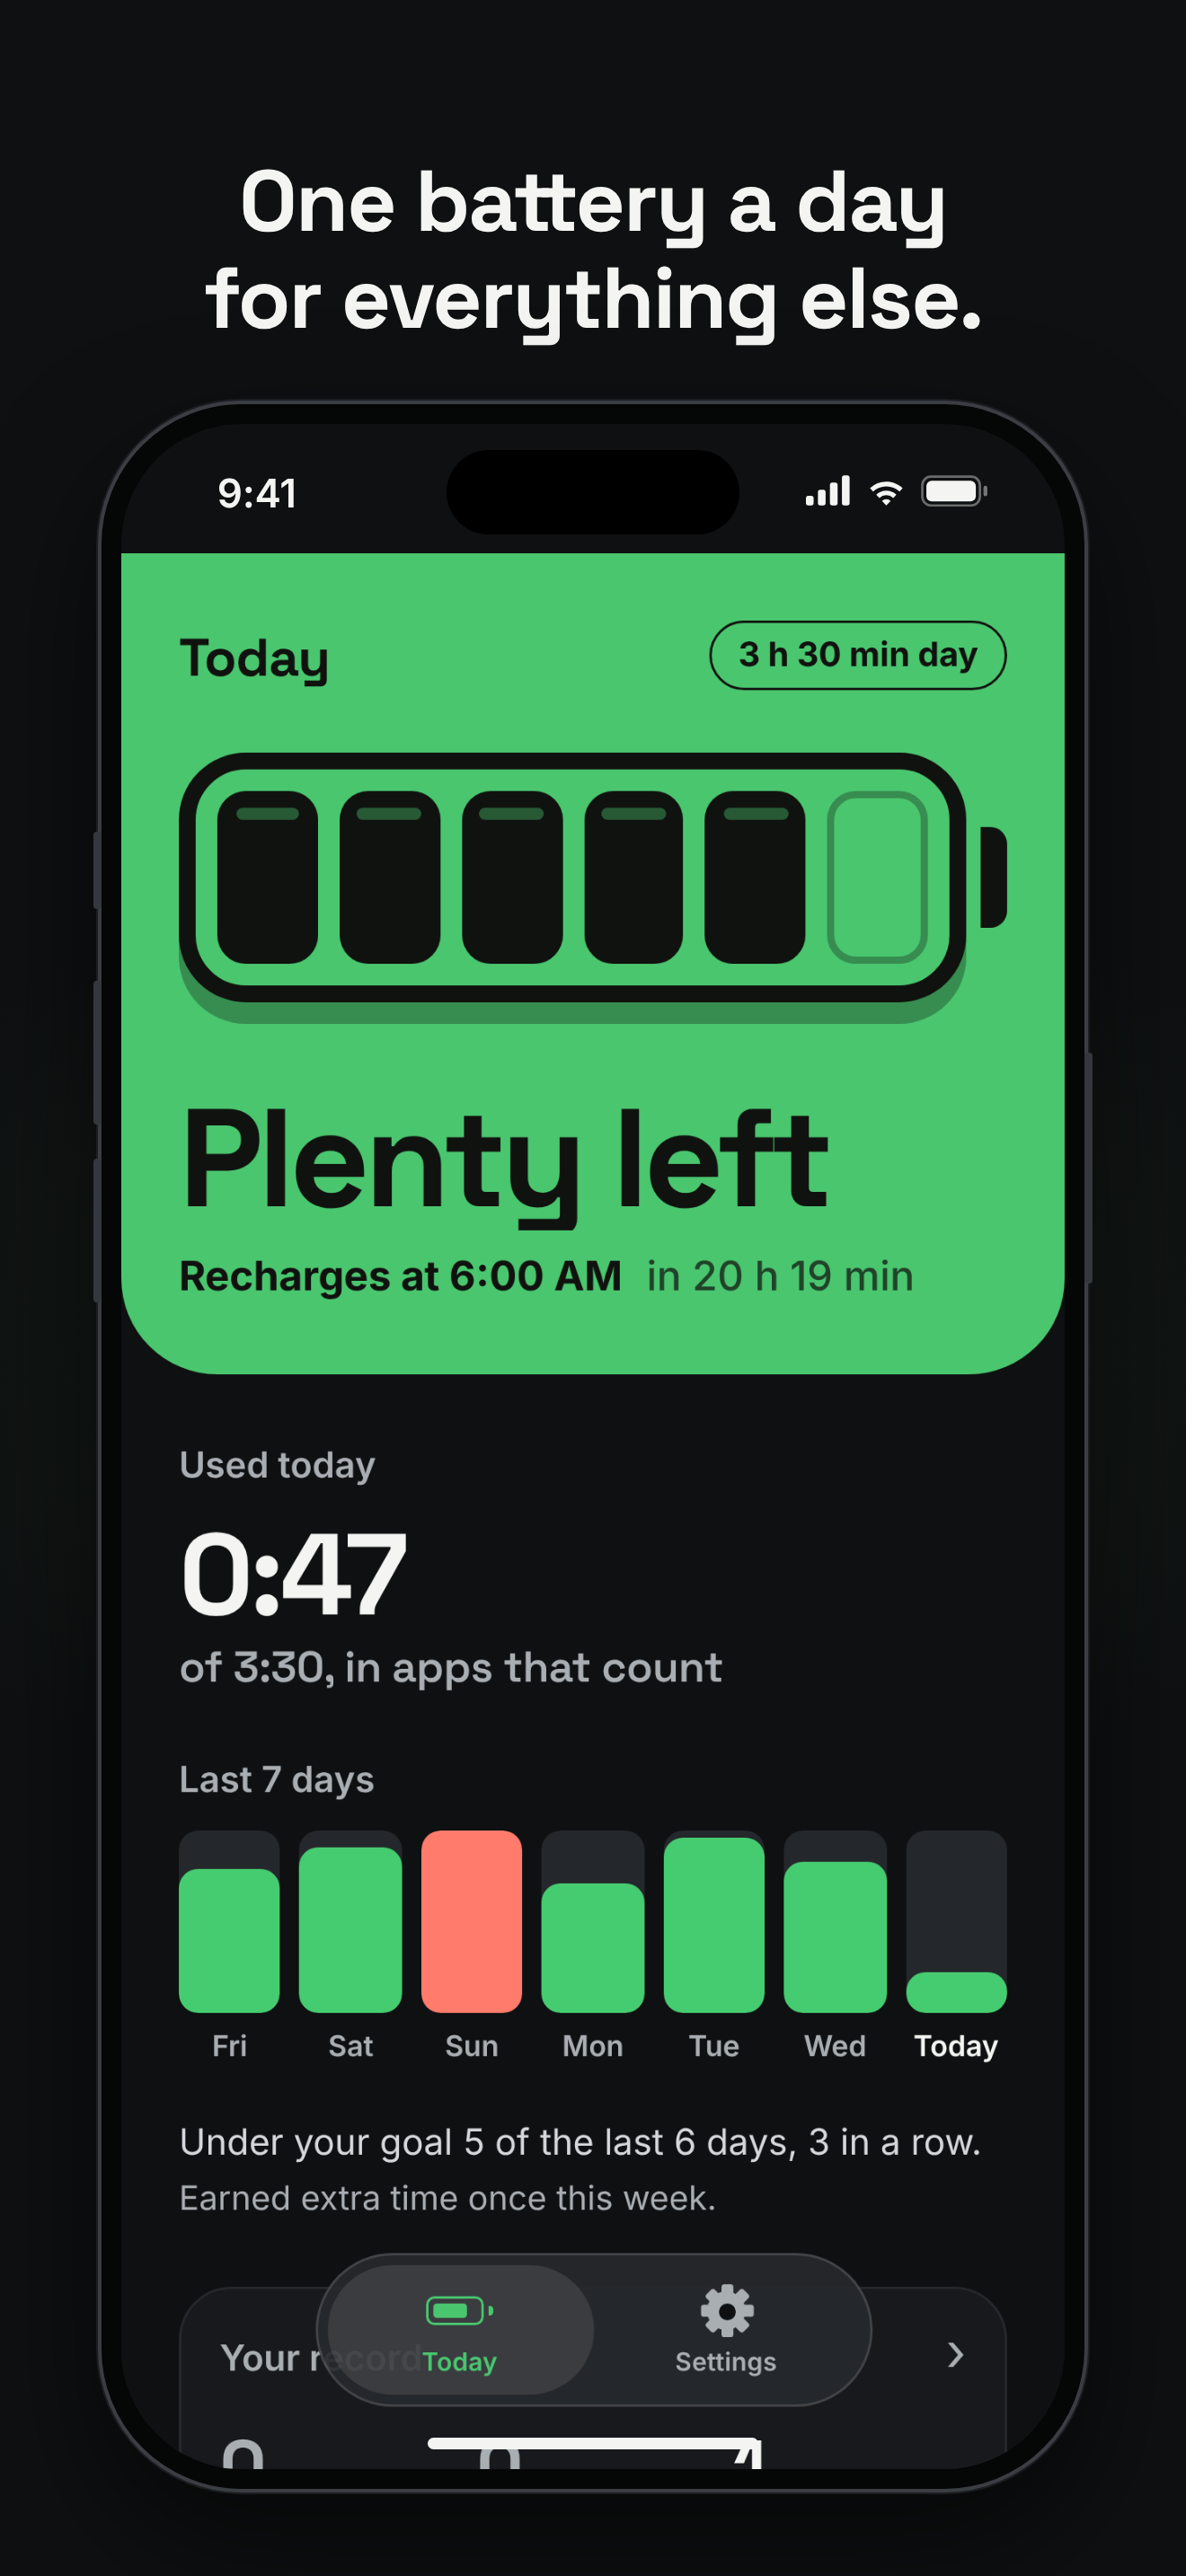 One battery a day
for everything else.
9:41
Today
3 h 30 min day
Plenty left
Recharges at 6:00 AM in 20 h 19 min
Used today
0:47
of 3:30, in apps that count
Last 7 days
Fri Sat Sun Mon Tue Wed Today
Under your goal 5 of the last 6 days, 3 in a row.
Earned extra time once this week.
Your record
Today
Settings